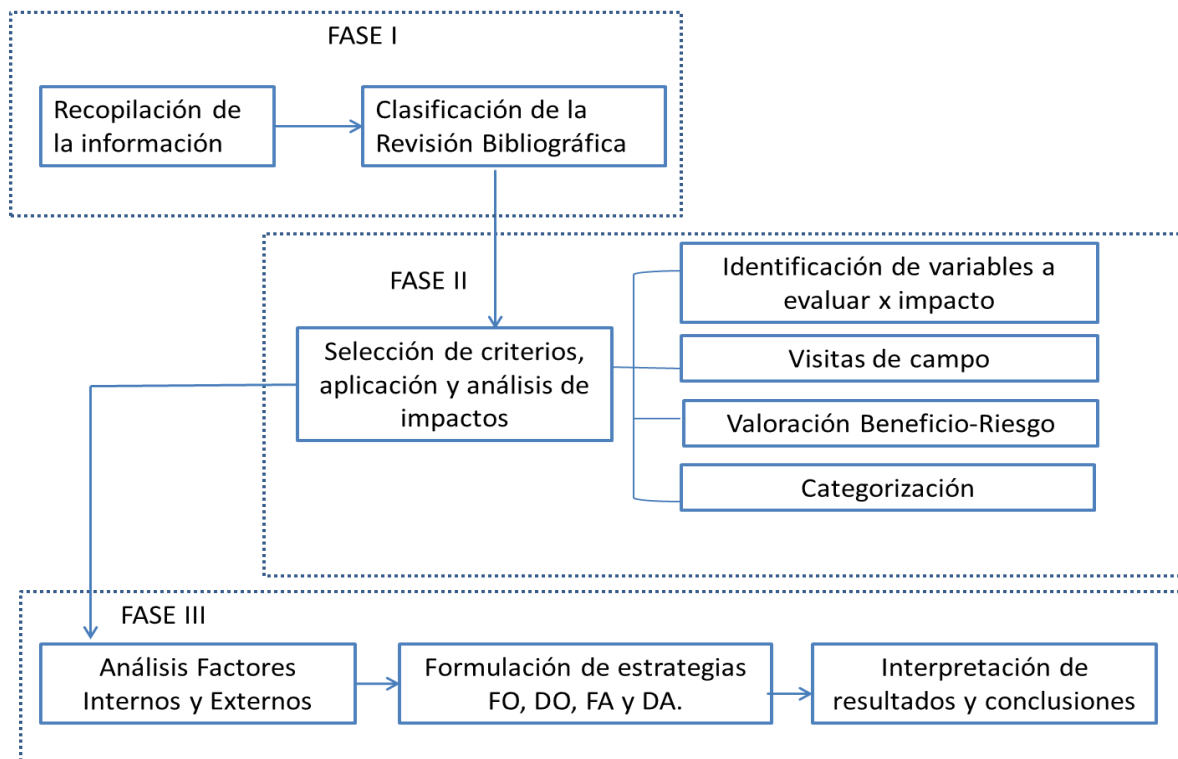 FASE I
Recopilación de
la información
Clasificación de la
Revisión Bibliográfica
FASE II
Selección de criterios,
aplicación y análisis de
impactos
Identificación de variables a
evaluar x impacto
Visitas de campo
Valoración Beneficio-Riesgo
Categorización
FASE III
Análisis Factores
Internos y Externos
Formulación de estrategias
FO, DO, FA y DA.
Interpretación de
resultados y conclusiones